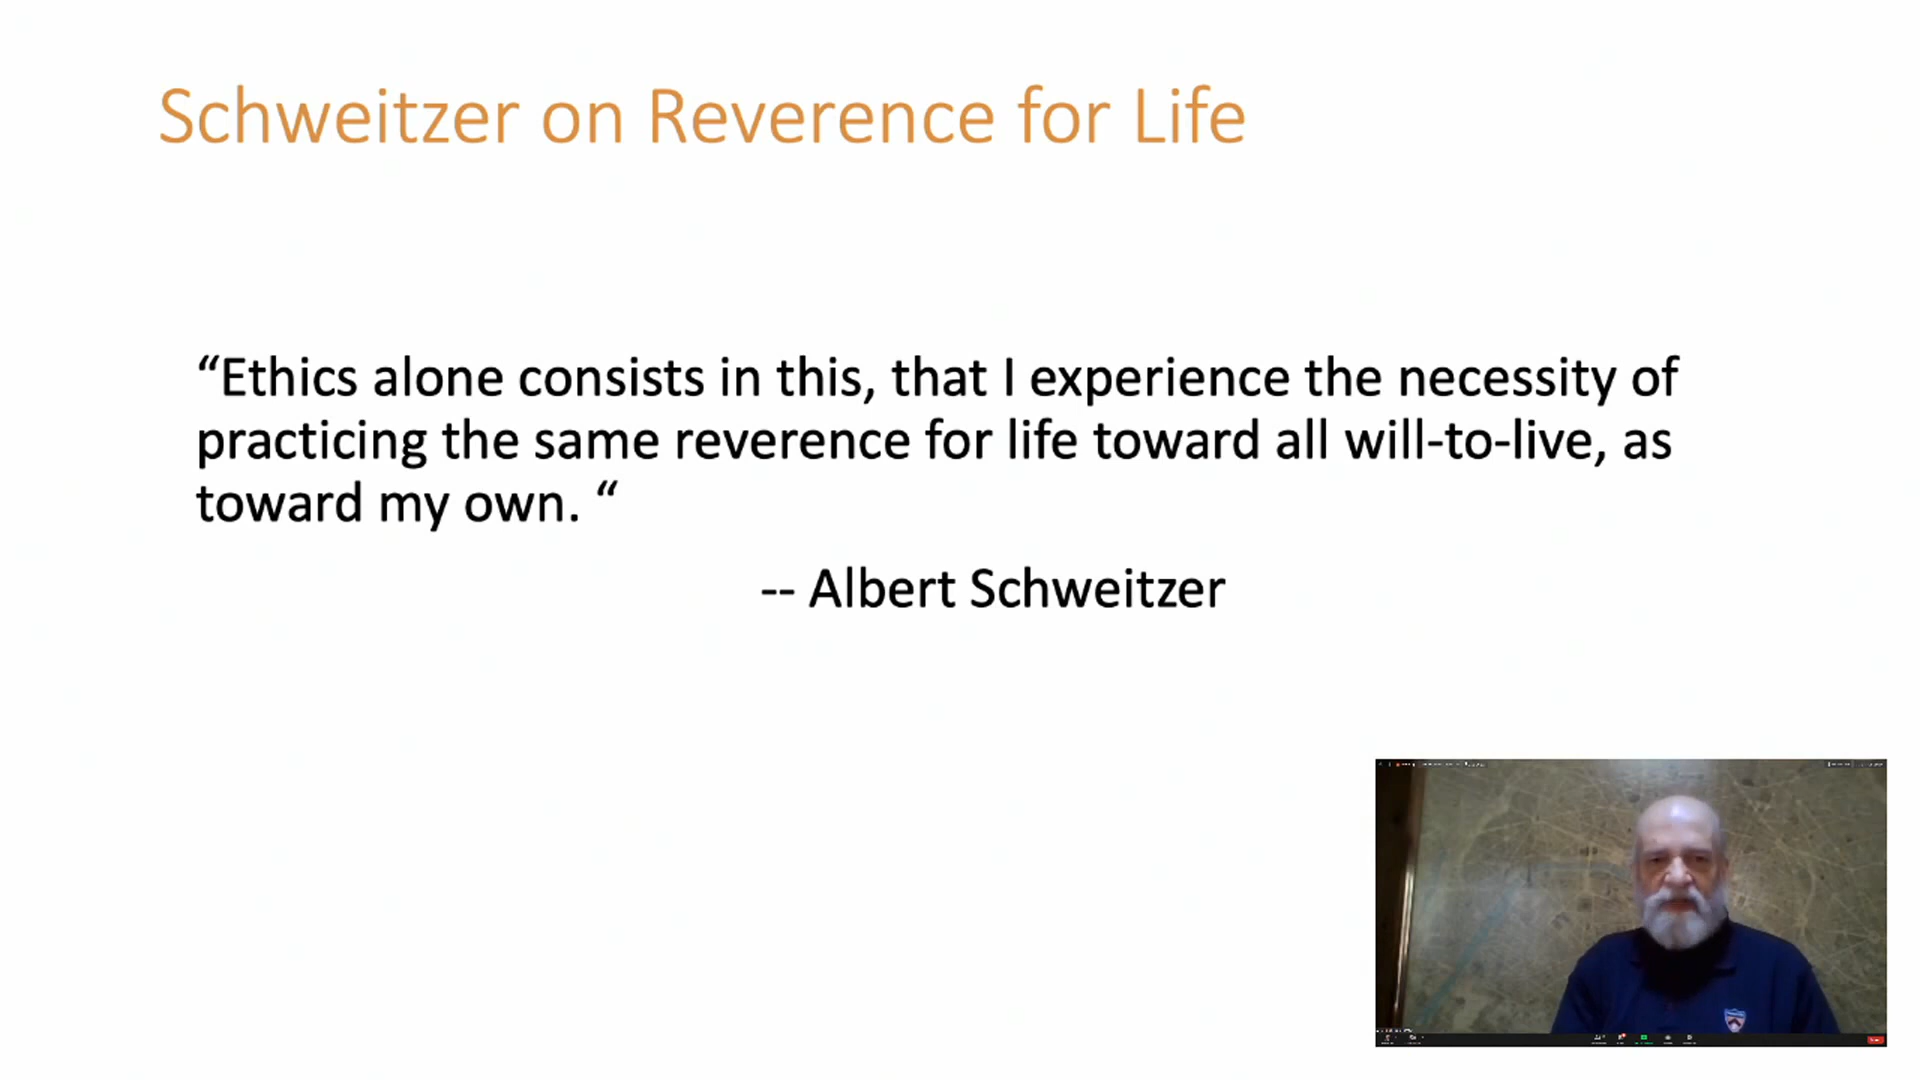 Schweitzer on Reverence for Life
“Ethics alone consists in this, that I experience the necessity of
practicing the same reverence for life toward all will-to-live, as
toward my own. “
-- Albert Schweitzer